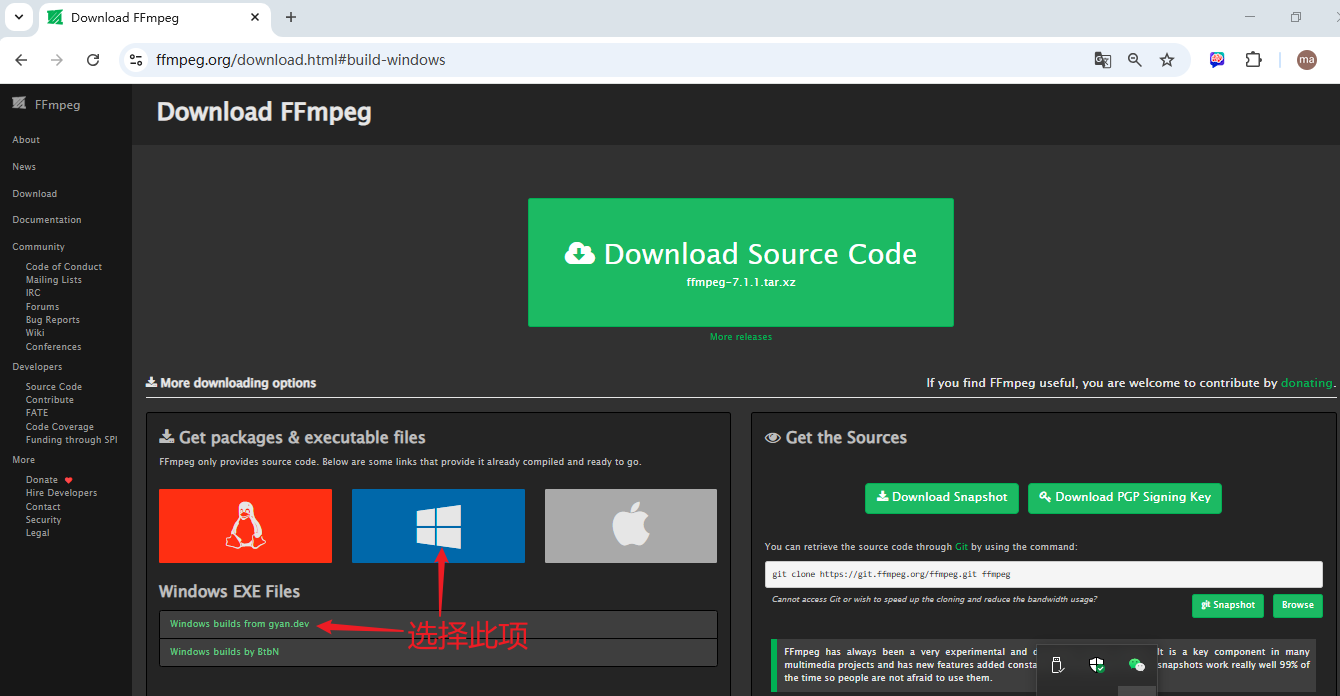 Download FFmpeg
ffmpeg.org/download.html#build-windows
ma
FFmpeg
About
News
Download
Documentation
Community
Code of Conduct
Mailing Lists
IRC
Forums
Bug Reports
Wiki
Conferences
Developers
Source Code
Contribute
FATE
Code Coverage
Funding through SPI
More
Donate
Hire Developers
Contact
Security
Legal
Download FFmpeg
Download Source Code
ffmpeg-7.1.1.tar.xz
More releases
More downloading options
If you find FFmpeg useful, you are welcome to contribute by donating.
Get packages & executable files
FFmpeg only provides source code. Below are some links that provide it already compiled and ready to go.
Windows EXE Files
Windows builds from gyan.dev
Windows builds by BtbN
选择此项
Get the Sources
Download Snapshot
Download PGP Signing Key
You can retrieve the source code through Git by using the command:
git clone https://git.ffmpeg.org/ffmpeg.git ffmpeg
Cannot access Git or wish to speed up the cloning and reduce the bandwidth usage?
Snapshot
Browse
FFmpeg has always been a very experimental and It is a key component in many
multimedia projects and has new features added snapshots work really well 99% of
the time so people are not afraid to use them.